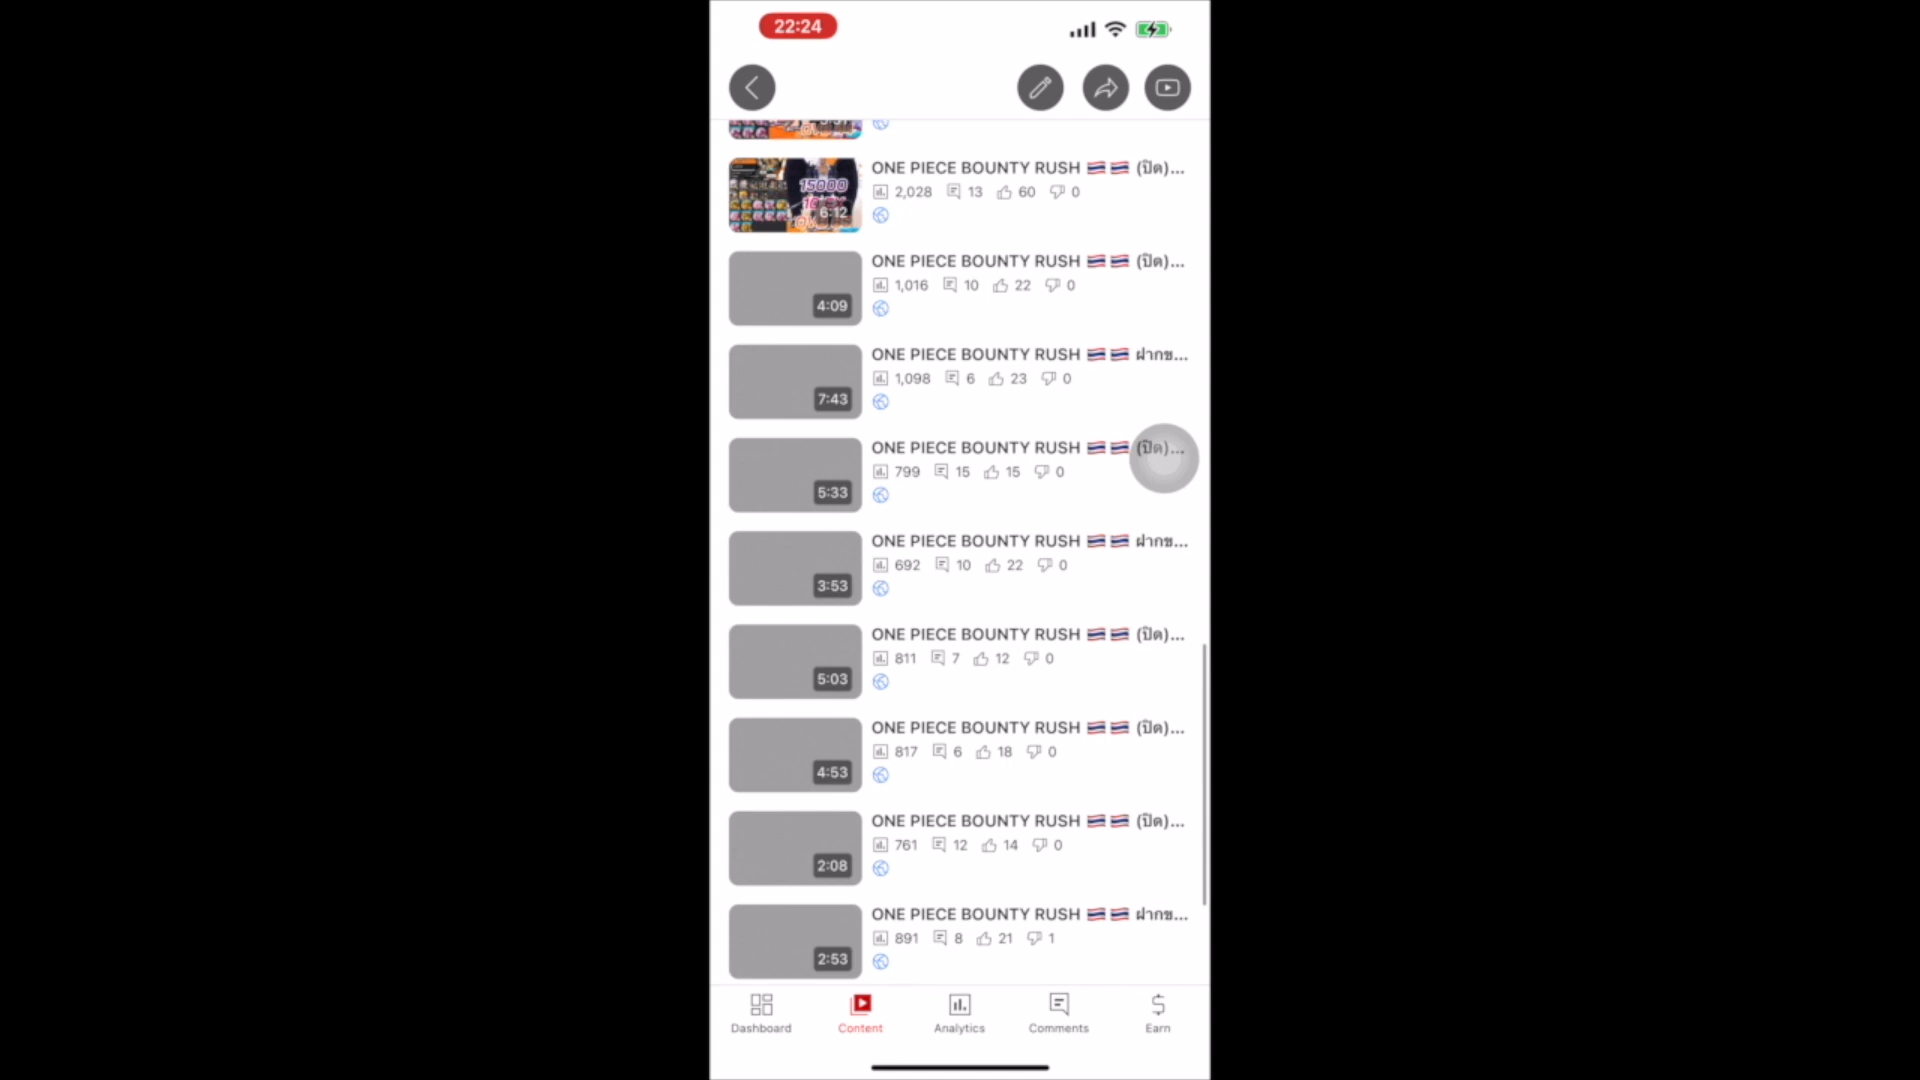 22:24
ONE PIECE BOUNTY RUSH 🇹🇭🇹🇭 (ปิด)...
2,028 13 60 0
15000
6:12
ONE PIECE BOUNTY RUSH 🇹🇭🇹🇭 (ปิด)...
1,016 10 22 0
4:09
ONE PIECE BOUNTY RUSH 🇹🇭🇹🇭 ฝากข...
1,098 6 23 0
7:43
ONE PIECE BOUNTY RUSH 🇹🇭🇹🇭 (ปิด)...
799 15 15 0
5:33
ONE PIECE BOUNTY RUSH 🇹🇭🇹🇭 ฝากข...
692 10 22 0
3:53
ONE PIECE BOUNTY RUSH 🇹🇭🇹🇭 (ปิด)...
811 7 12 0
5:03
ONE PIECE BOUNTY RUSH 🇹🇭🇹🇭 (ปิด)...
817 6 18 0
4:53
ONE PIECE BOUNTY RUSH 🇹🇭🇹🇭 (ปิด)...
761 12 14 0
2:08
ONE PIECE BOUNTY RUSH 🇹🇭🇹🇭 ฝากข...
891 8 21 1
2:53
Dashboard Content Analytics Comments Earn